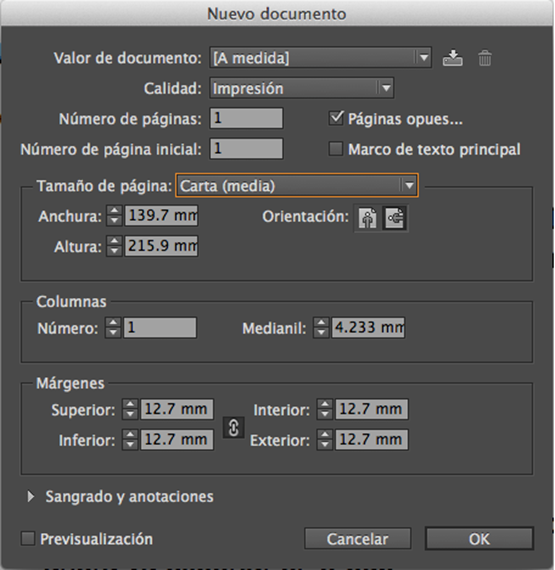 Nuevo documento
Valor de documento: [A medida]
Calidad: Impresión
Número de páginas: 1 Páginas opues...
Número de página inicial: 1 Marco de texto principal
Tamaño de página: Carta (media)
Anchura: 139.7 mm Orientación:
Altura: 215.9 mm
Columnas
Número: 1 Medianil: 4.233 mm
Márgenes
Superior: 12.7 mm Interior: 12.7 mm
Inferior: 12.7 mm Exterior: 12.7 mm
Sangrado y anotaciones
Previsualización Cancelar OK